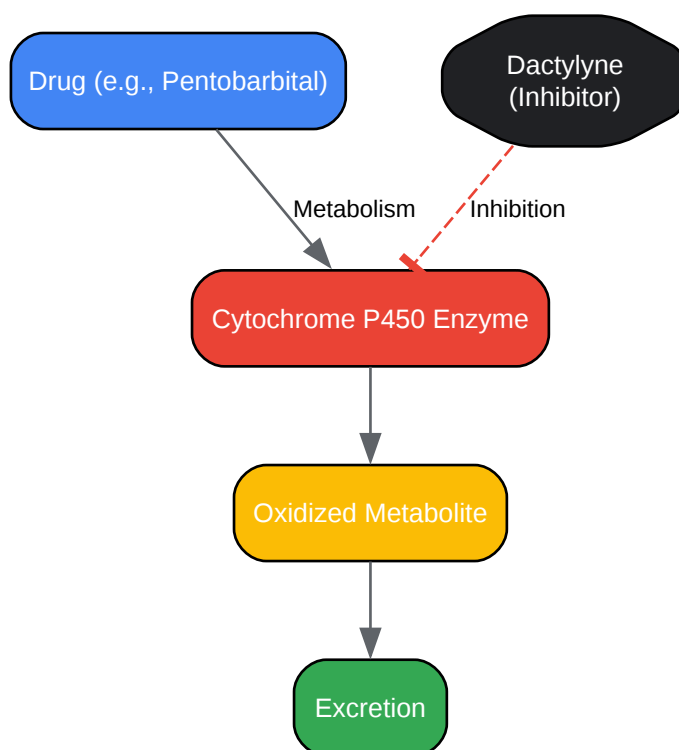 Drug (e.g., Pentobarbital)
Dactylyne
(Inhibitor)
Metabolism
Inhibition
Cytochrome P450 Enzyme
Oxidized Metabolite
Excretion